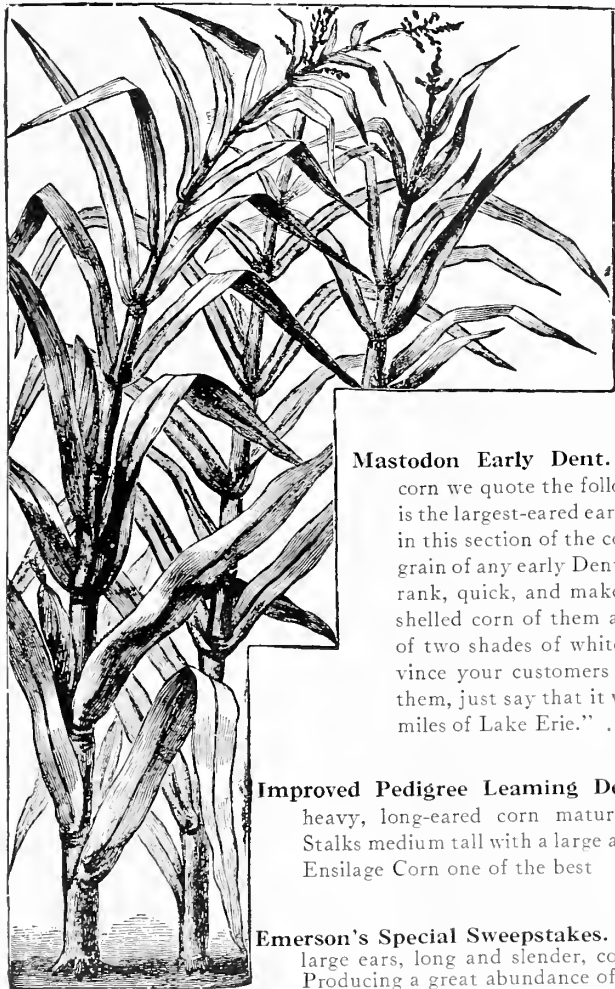 Mastodon Early Dent.
corn we quote the follo
is the largest-eared ear
in this section of the co
grain of any early Dent
rank, quick, and make
shelled corn of them a
of two shades of white
vince your customers
them, just say that it w
miles of Lake Erie." .
Improved Pedigree Leaming De
heavy, long-eared corn matur
Stalks medium tall with a large a
Ensilage Corn one of the best
Emerson's Special Sweepstakes.
large ears, long and slender, co
Producing a great abundance of